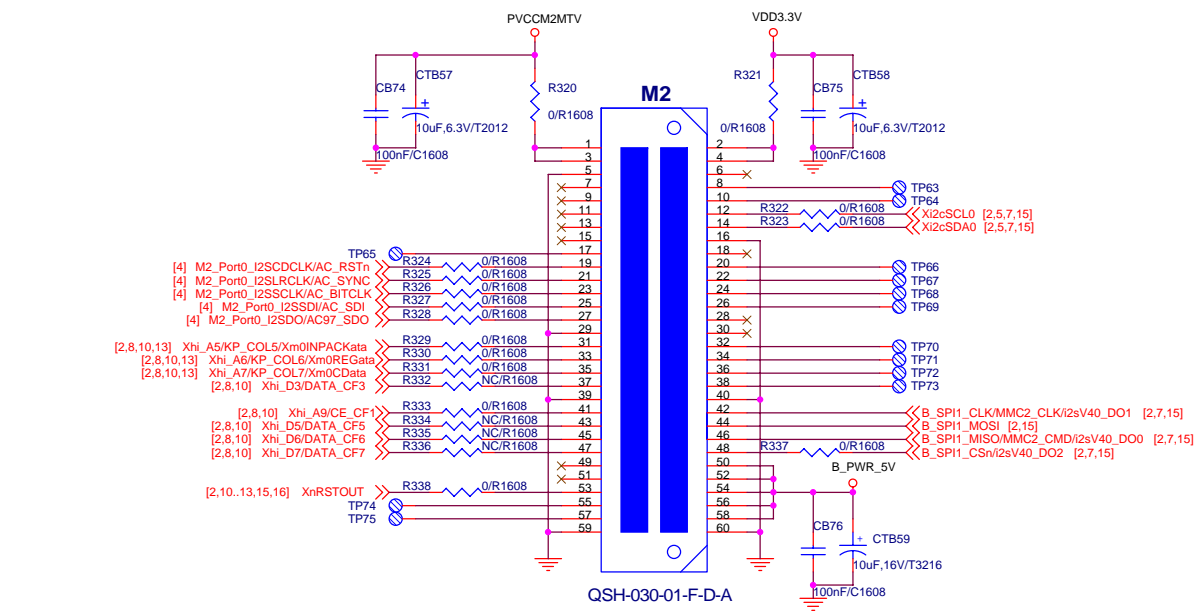 PVCCM2MTV
VDD3.3V
CTB57
CB74
R320
10uF,6.3V/T2012
0/R1608
100nF/C1608
M2
R321
CTB58
CB75
0/R1608
10uF,6.3V/T2012
100nF/C1608
1 2
3 4
5 6
7 8 TP63
9 10 TP64
11 12 R322 0/R1608 Xi2cSCL0 [2,5,7,15]
13 14 R323 0/R1608 Xi2cSDA0 [2,5,7,15]
15 16
TP65 17 18
[4] M2_Port0_I2SCDCLK/AC_RSTn R324 0/R1608 19 20 TP66
[4] M2_Port0_I2SLRCLK/AC_SYNC R325 0/R1608 21 22 TP67
[4] M2_Port0_I2SSCLK/AC_BITCLK R326 0/R1608 23 24 TP68
[4] M2_Port0_I2SSDI/AC_SDI R327 0/R1608 25 26 TP69
[4] M2_Port0_I2SDO/AC97_SDO R328 0/R1608 27 28
29 30
[2,8,10,13] Xhi_A5/KP_COL5/Xm0INPACKata R329 0/R1608 31 32 TP70
[2,8,10,13] Xhi_A6/KP_COL6/Xm0REGata R330 0/R1608 33 34 TP71
[2,8,10,13] Xhi_A7/KP_COL7/Xm0CData R331 0/R1608 35 36 TP72
[2,8,10] Xhi_D3/DATA_CF3 R332 NC/R1608 37 38 TP73
39 40
[2,8,10] Xhi_A9/CE_CF1 R333 0/R1608 41 42 B_SPI1_CLK/MMC2_CLK/i2sV40_DO1 [2,7,15]
[2,8,10] Xhi_D5/DATA_CF5 R334 NC/R1608 43 44 B_SPI1_MOSI [2,15]
[2,8,10] Xhi_D6/DATA_CF6 R335 NC/R1608 45 46 B_SPI1_MISO/MMC2_CMD/i2sV40_DO0 [2,7,15]
[2,8,10] Xhi_D7/DATA_CF7 R336 NC/R1608 47 48 R337 0/R1608 B_SPI1_CSn/i2sV40_DO2 [2,7,15]
49 50
51 52
B_PWR_5V
[2,10..13,15,16] XnRSTOUT R338 0/R1608 53 54
TP74 55 56
TP75 57 58
59 60
CB76
CTB59
10uF,16V/T3216
100nF/C1608
QSH-030-01-F-D-A